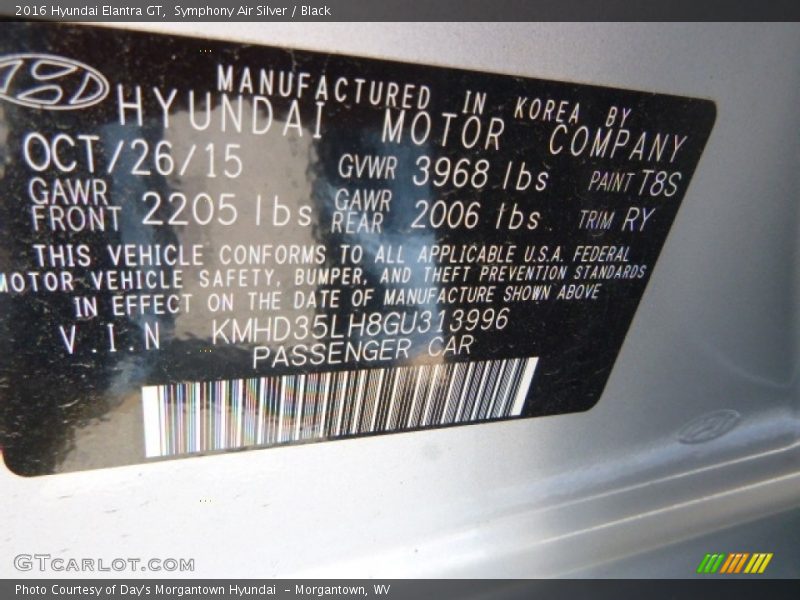 2016 Hyundai Elantra GT, Symphony Air Silver / Black
MANUFACTURED IN KOREA BY
HYUNDAI MOTOR COMPANY
OCT/26/15 GVWR 3968 lbs PAINT T8S
GAWR FRONT 2205 lbs GAWR REAR 2006 lbs TRIM RY
THIS VEHICLE CONFORMS TO ALL APPLICABLE U.S.A. FEDERAL
MOTOR VEHICLE SAFETY, BUMPER, AND THEFT PREVENTION STANDARDS
IN EFFECT ON THE DATE OF MANUFACTURE SHOWN ABOVE
V.I N KMHD35LH8GU313996
PASSENGER CAR
GTCARLOT.COM
Photo Courtesy of Day's Morgantown Hyundai - Morgantown, WV